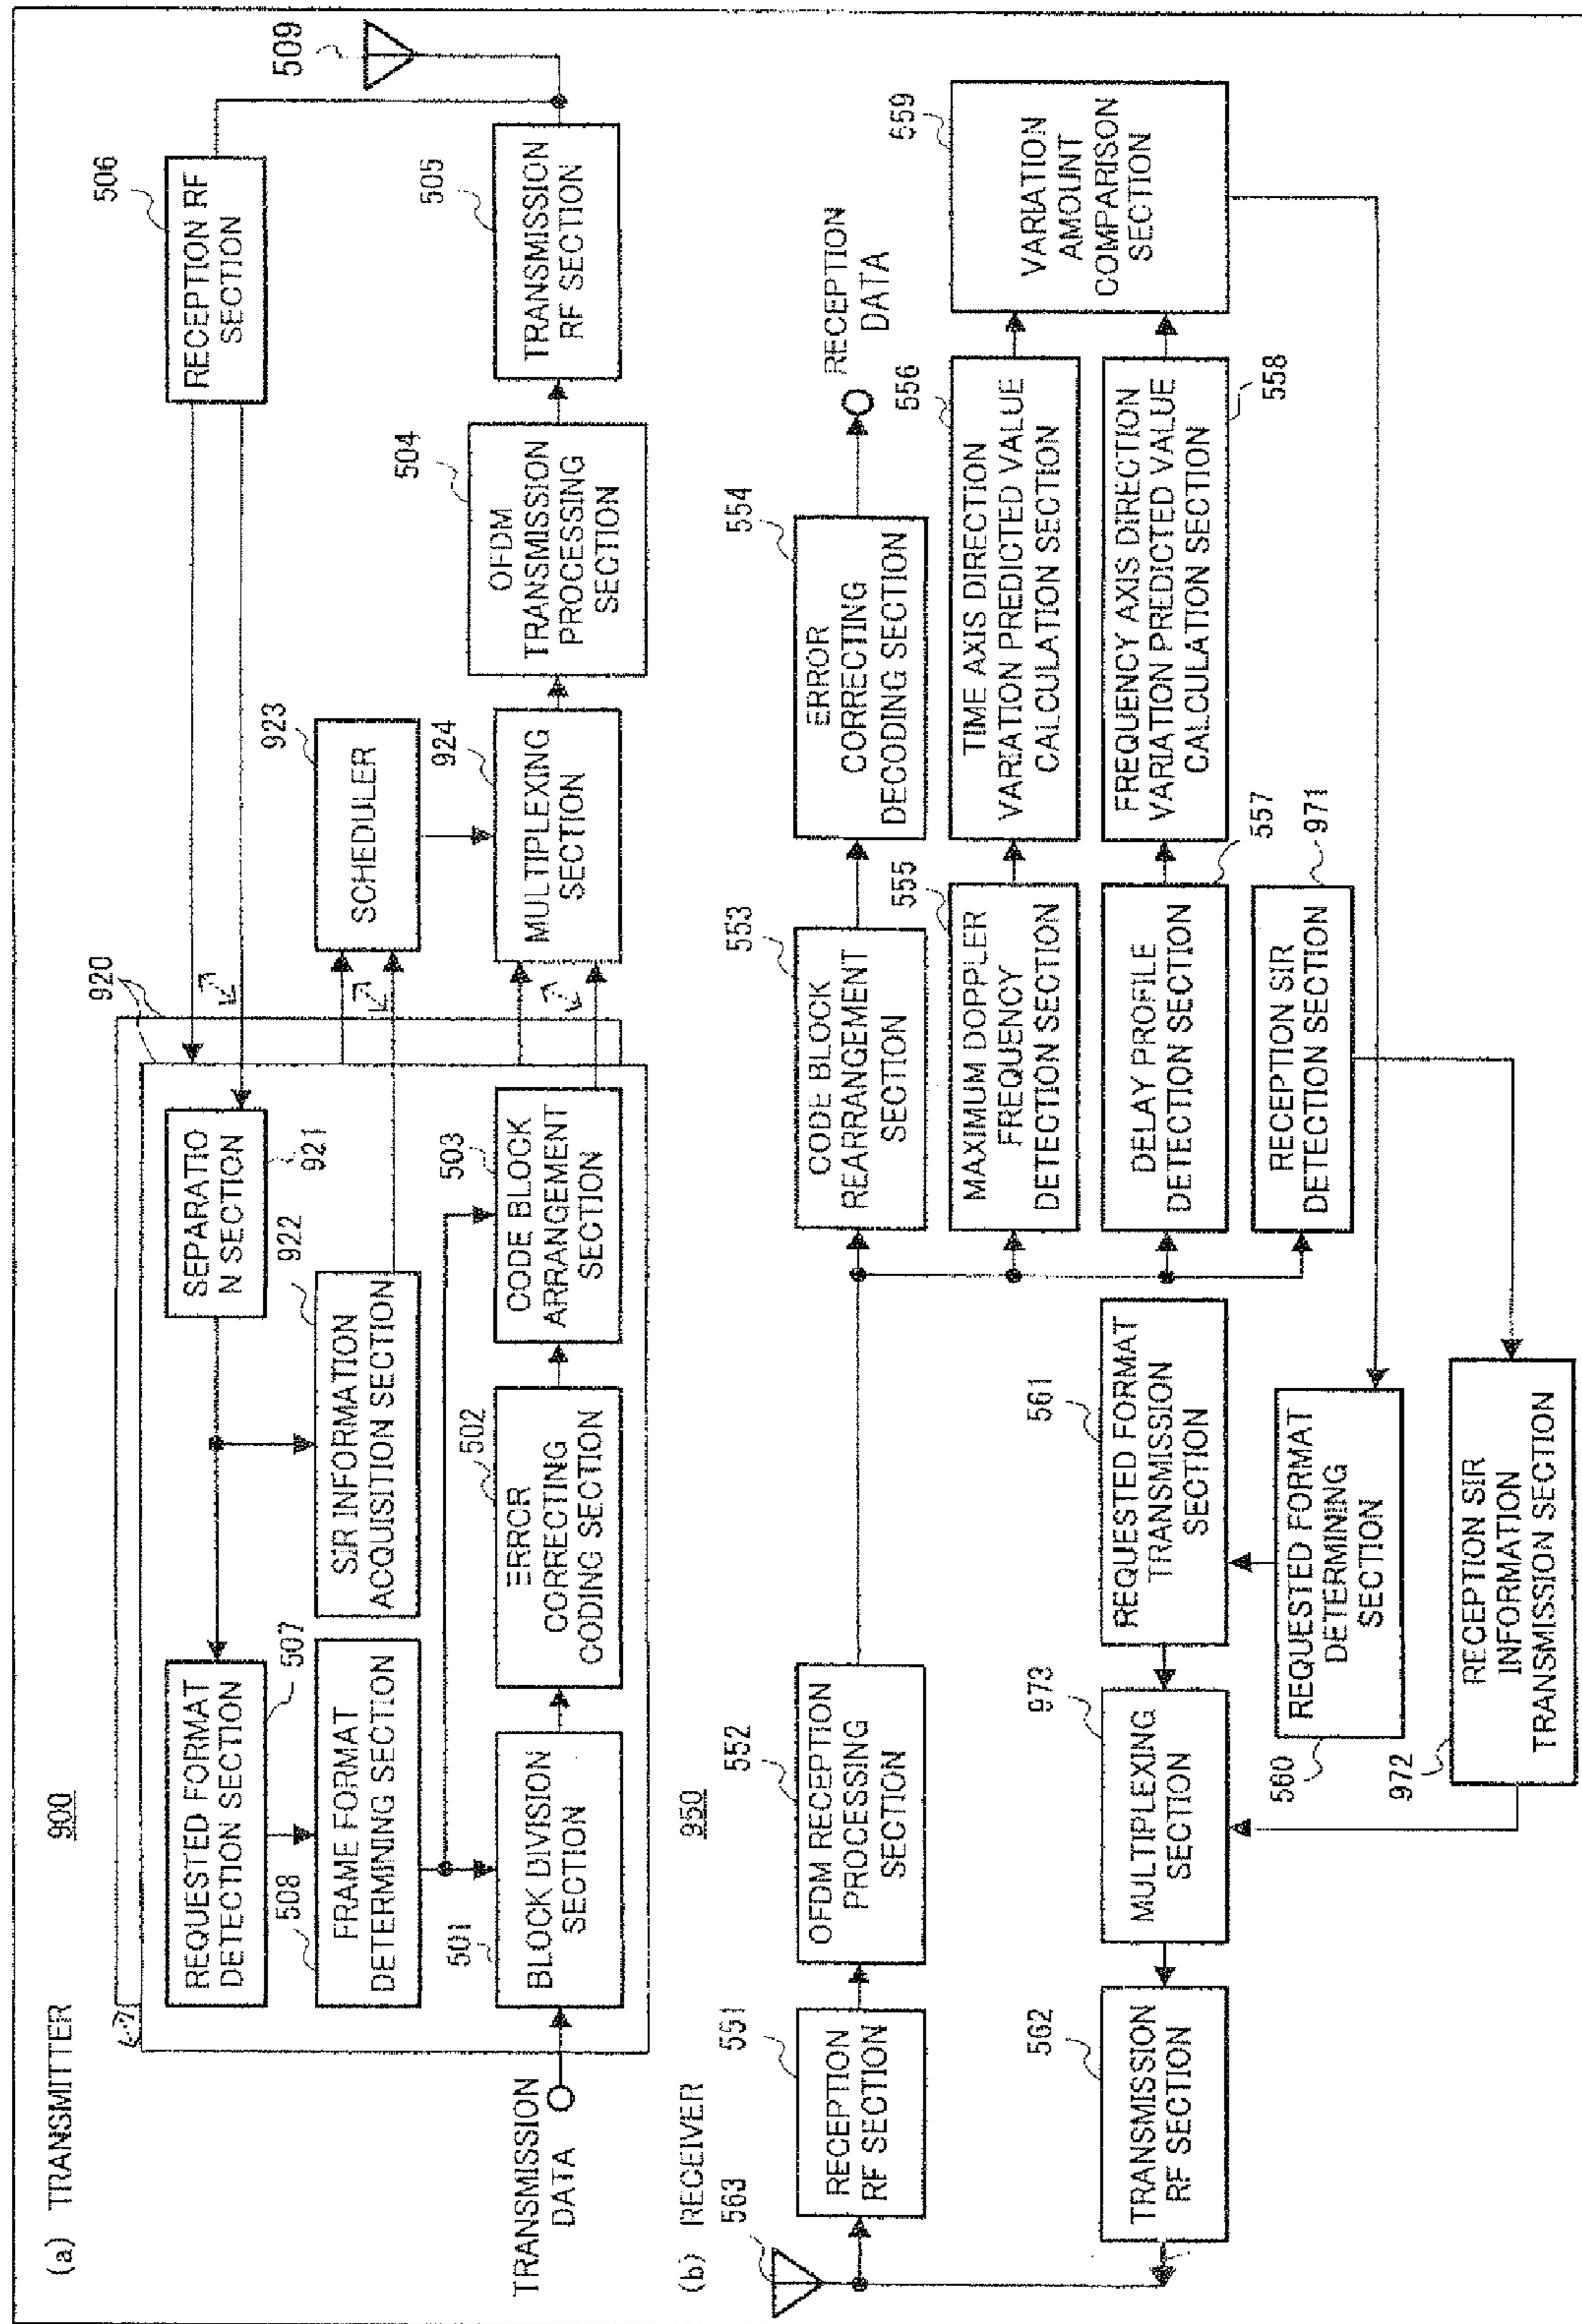 (a) TRANSMITTER
900
920
REQUESTED FORMAT
DETECTION SECTION
507
508
FRAME FORMAT
DETERMINING SECTION
SEPARATIO
N SECTION
921
922
SIR INFORMATION
ACQUISITION SECTION
TRANSMISSION
DATA
501
BLOCK DIVISION
SECTION
502
ERROR
CORRECTING
CODING SECTION
503
CODE BLOCK
ARRANGEMENT
SECTION
923
SCHEDULER
924
MULTIPLEXING
SECTION
504
OFDM
TRANSMISSION
PROCESSING
SECTION
505
TRANSMISSION
RF SECTION
506
RECEPTION RF
SECTION
509
(b) RECEIVER
950
563
551
RECEPTION
RF SECTION
552
OFDM RECEPTION
PROCESSING
SECTION
553
CODE BLOCK
REARRANGEMENT
SECTION
554
ERROR
CORRECTING
DECODING SECTION
RECEPTION
DATA
555
MAXIMUM DOPPLER
FREQUENCY
DETECTION SECTION
556
TIME AXIS DIRECTION
VARIATION PREDICTED VALUE
CALCULATION SECTION
557
DELAY PROFILE
DETECTION SECTION
558
FREQUENCY AXIS DIRECTION
VARIATION PREDICTED VALUE
CALCULATION SECTION
559
VARIATION
AMOUNT
COMPARISON
SECTION
971
RECEPTION SIR
DETECTION SECTION
561
REQUESTED FORMAT
TRANSMISSION
SECTION
560
REQUESTED FORMAT
DETERMINING
SECTION
972
RECEPTION SIR
INFORMATION
TRANSMISSION SECTION
973
MULTIPLEXING
SECTION
562
TRANSMISSION
RF SECTION